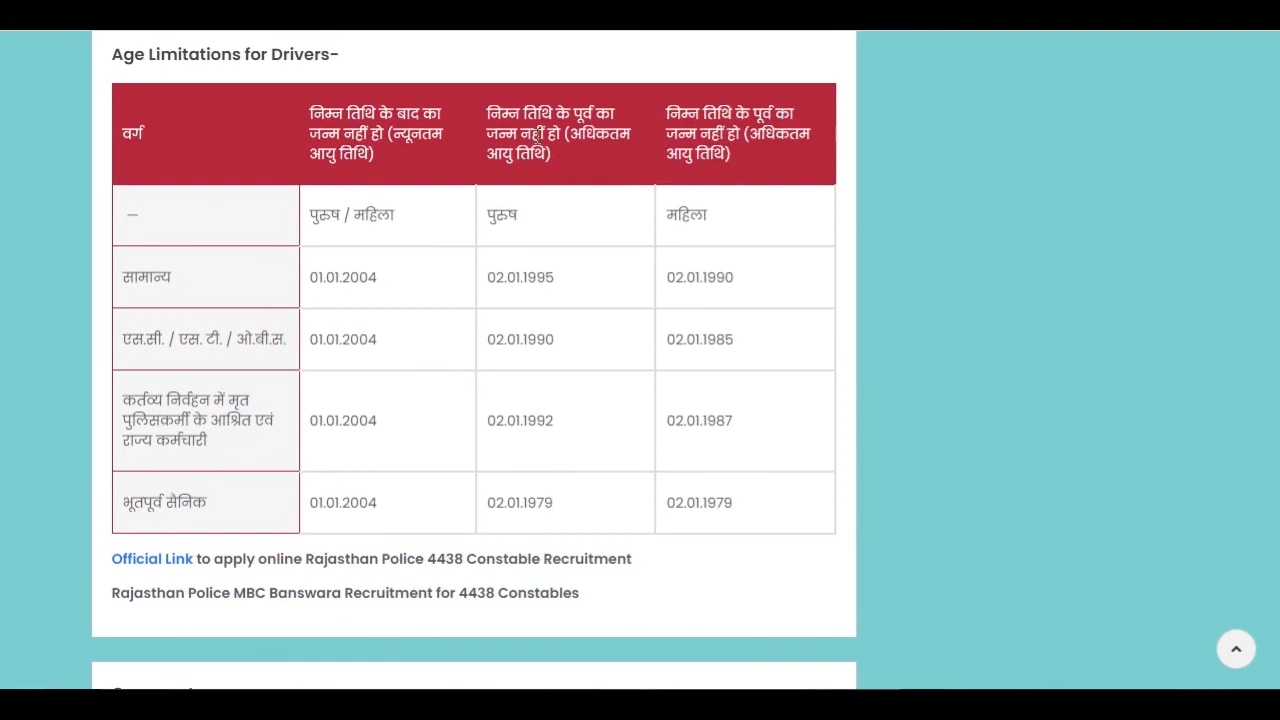 Age Limitations for Drivers-
वर्ग
निम्न तिथि के बाद का
जन्म नहीं हो (न्यूनतम
आयु तिथि)
निम्न तिथि के पूर्व का
जन्म नहीं हो (अधिकतम
आयु तिथि)
निम्न तिथि के पूर्व का
जन्म नहीं हो (अधिकतम
आयु तिथि)
— पुरुष / महिला पुरुष महिला
सामान्य 01.01.2004 02.01.1995 02.01.1990
एस.सी. / एस. टी. / ओ.बी.स. 01.01.2004 02.01.1990 02.01.1985
कर्तव्य निर्वहन में मृत
पुलिसकर्मी के आश्रित एवं
राज्य कर्मचारी
01.01.2004 02.01.1992 02.01.1987
भूतपूर्व सैनिक 01.01.2004 02.01.1979 02.01.1979
Official Link to apply online Rajasthan Police 4438 Constable Recruitment
Rajasthan Police MBC Banswara Recruitment for 4438 Constables